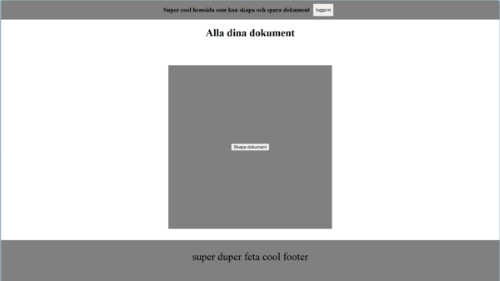 Super cool hemsida som kan skapa och spara dokument logga in
Alla dina dokument
Skapa dokument
super duper feta cool footer